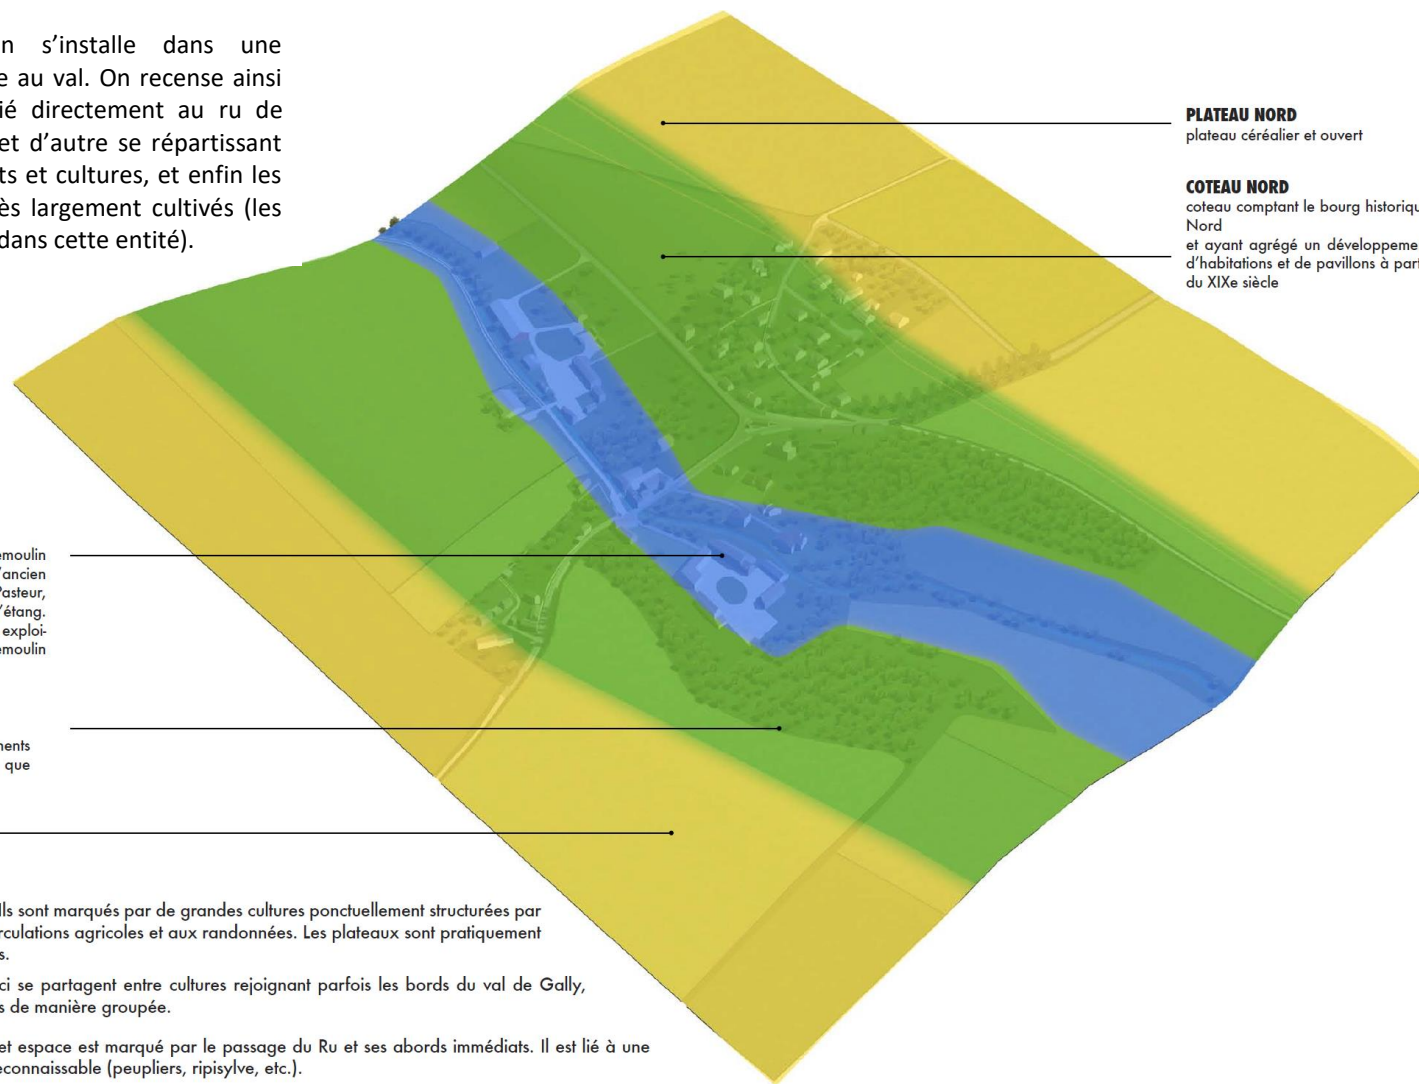 n s’installe dans une
e au val. On recense ainsi
ié directement au ru de
et d’autre se répartissant
ts et cultures, et enfin les
ès largement cultivés (les
dans cette entité).
PLATEAU NORD
plateau céréalier et ouvert
COTEAU NORD
coteau comptant le bourg historiqu
Nord
et ayant agrégé un développeme
d’habitations et de pavillons à part
du XIXe siècle
emoulin
’ancien
Pasteur,
’étang.
exploi-
emoulin
ments
que
Ils sont marqués par de grandes cultures ponctuellement structurées par
rculations agricoles et aux randonnées. Les plateaux sont pratiquement
s.
ci se partagent entre cultures rejoignant parfois les bords du val de Gally,
s de manière groupée.
et espace est marqué par le passage du Ru et ses abords immédiats. Il est lié à une
econnaissable (peupliers, ripisylve, etc.).